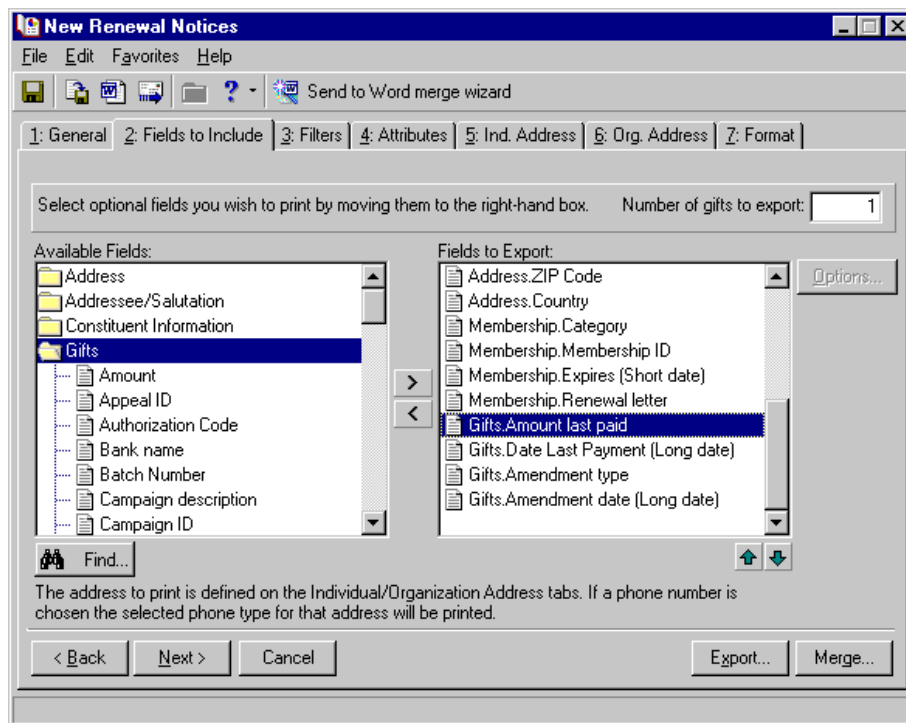 New Renewal Notices
File Edit Favorites Help
Send to Word merge wizard
1: General 2: Fields to Include 3: Filters 4: Attributes 5: Ind. Address 6: Org. Address 7: Format
Select optional fields you wish to print by moving them to the right-hand box. Number of gifts to export: 1
Available Fields:
Address
Addressee/Salutation
Constituent Information
Gifts
Amount
Appeal ID
Authorization Code
Bank name
Batch Number
Campaign description
Campaign ID
Find...
>
<
Fields to Export:
Address.ZIP Code
Address.Country
Membership.Category
Membership.Membership ID
Membership.Expires (Short date)
Membership.Renewal letter
Gifts.Amount last paid
Gifts.Date Last Payment (Long date)
Gifts.Amendment type
Gifts.Amendment date (Long date)
Options...
The address to print is defined on the Individual/Organization Address tabs. If a phone number is
chosen the selected phone type for that address will be printed.
< Back Next > Cancel Export... Merge...